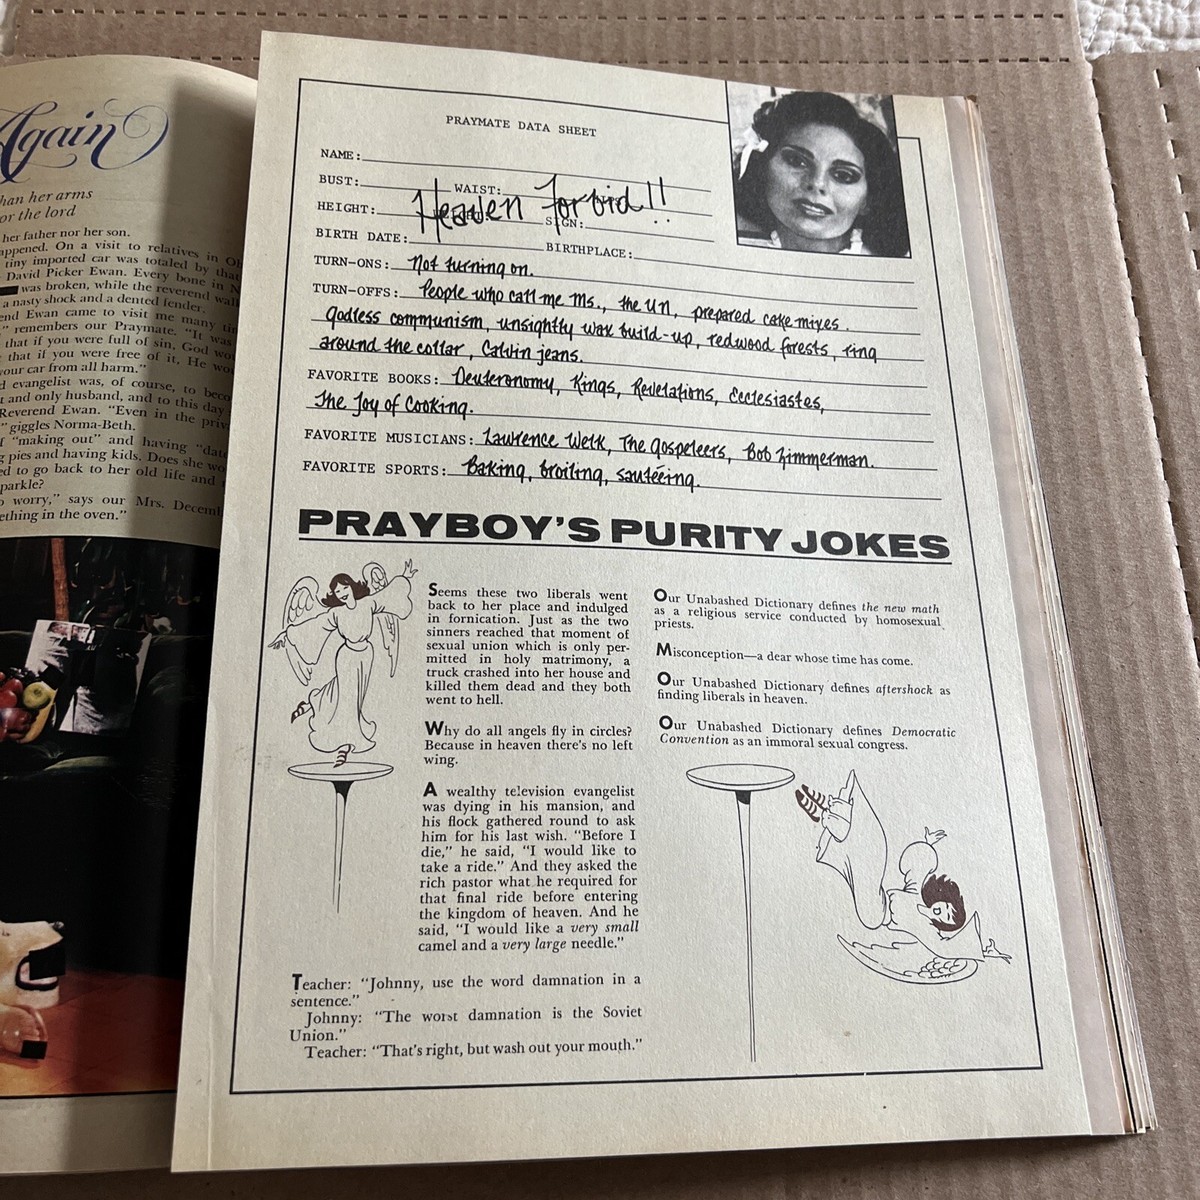 Again
han her arms
or the lord
her father nor her son.
appened. On a visit to relatives in
tiny imported car was totaled by that
David Picker Ewan. Every bone in
was broken, while the reverend
a nasty shock and a dented fender.
end Ewan came to visit me many
" remembers our Praymate. "It was
that if you were full of sin, God
that if you were free of it, He
your car from all harm."
d evangelist was, of course, to
t and only husband, and to this day
Reverend Ewan. "Even in the
" giggles Norma-Beth.
f "making out" and having
g pies and having kids. Does she
ed to go back to her old life and
parkle?
o worry," says our Mrs.
ething in the oven."
PRAYMATE DATA SHEET
NAME:
BUST: WAIST:
Heaven Forbid!!
HEIGHT: SIGN:
BIRTH DATE: BIRTHPLACE:
TURN-ONS: Not turning on.
TURN-OFFS: People who call me Ms., the UN, prepared cake mixes.
godless communism, unsightly wax build-up, redwood forests, ring
around the collar, Calvin jeans.
FAVORITE BOOKS: Deuteronomy, Kings, Revelations, Ecclesiastes,
The Joy of Cooking.
FAVORITE MUSICIANS: Lawrence Welk, The Gospeleers, Bob Zimmerman.
FAVORITE SPORTS: Baking, broiling, sautéeing.
PRAYBOY'S PURITY JOKES
Seems these two liberals went
back to her place and indulged
in fornication. Just as the two
sinners reached that moment of
sexual union which is only per-
mitted in holy matrimony, a
truck crashed into her house and
killed them dead and they both
went to hell.
Why do all angels fly in circles?
Because in heaven there's no left
wing.
A wealthy television evangelist
was dying in his mansion, and
his flock gathered round to ask
him for his last wish. "Before I
die," he said, "I would like to
take a ride." And they asked the
rich pastor what he required for
that final ride before entering
the kingdom of heaven. And he
said, "I would like a very small
camel and a very large needle."
Teacher: "Johnny, use the word damnation in a
sentence."
Johnny: "The worst damnation is the Soviet
Union."
Teacher: "That's right, but wash out your mouth."
Our Unabashed Dictionary defines the new math
as a religious service conducted by homosexual
priests.
Misconception—a dear whose time has come.
Our Unabashed Dictionary defines aftershock as
finding liberals in heaven.
Our Unabashed Dictionary defines Democratic
Convention as an immoral sexual congress.